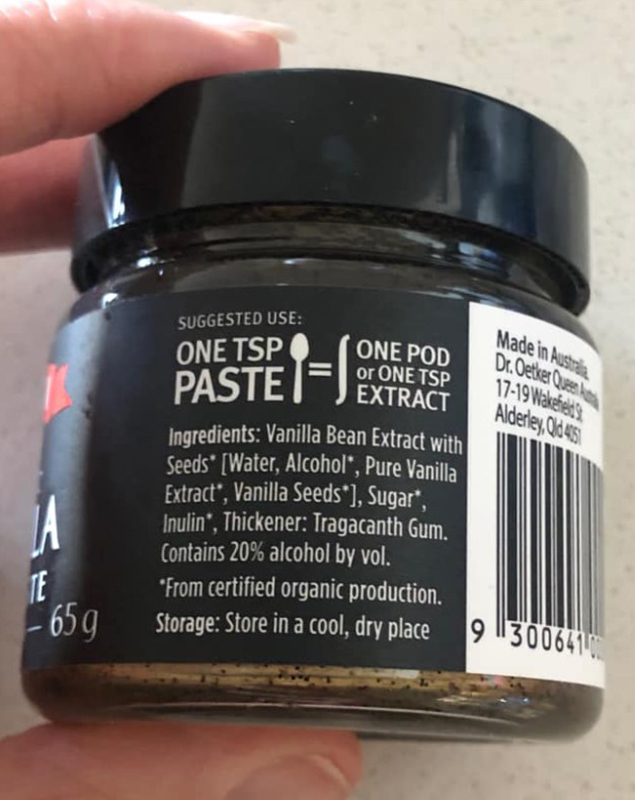 SUGGESTED USE:
ONE TSP
PASTE
=
ONE POD
or ONE TSP
EXTRACT
Ingredients: Vanilla Bean Extract with
Seeds* [Water, Alcohol*, Pure Vanilla
Extract*, Vanilla Seeds*], Sugar*,
Inulin*, Thickener: Tragacanth Gum.
Contains 20% alcohol by vol.
*From certified organic production.
Storage: Store in a cool, dry place
LA
TE
65g
Made in Australia.
Dr. Oetker Queen Australia
17-19 Wakefield St
Alderley, Qld 4051
9 300641